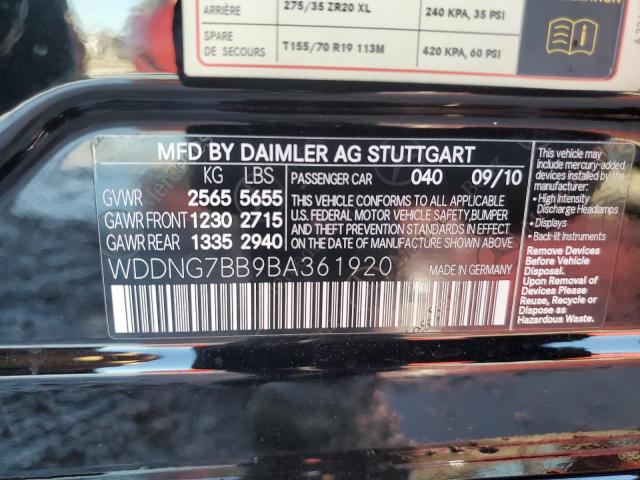 ARRIÈRE 275/35 ZR20 XL 240 KPA, 35 PSI
SPARE
DE SECOURS T155/70 R19 113M 420 KPA, 60 PSI
MFD BY DAIMLER AG STUTTGART
KG LBS
GVWR 2565 5655
GAWR FRONT 1230 2715
GAWR REAR 1335 2940
PASSENGER CAR 040 09/10
THIS VEHICLE CONFORMS TO ALL APPLICABLE
U.S. FEDERAL MOTOR VEHICLE SAFETY, BUMPER
AND THEFT PREVENTION STANDARDS IN EFFECT
ON THE DATE OF MANUFACTURE SHOWN ABOVE.
WDDNG7BB9BA361920 MADE IN GERMANY
This vehicle may
include mercury-added
devices installed by the
manufacturer:
• High Intensity
Discharge Headlamps
• Displays
• Back-lit Instruments
Remove Devices
Before Vehicle
Disposal.
Upon Removal of
Devices Please
Reuse, Recycle or
Dispose as
Hazardous Waste.